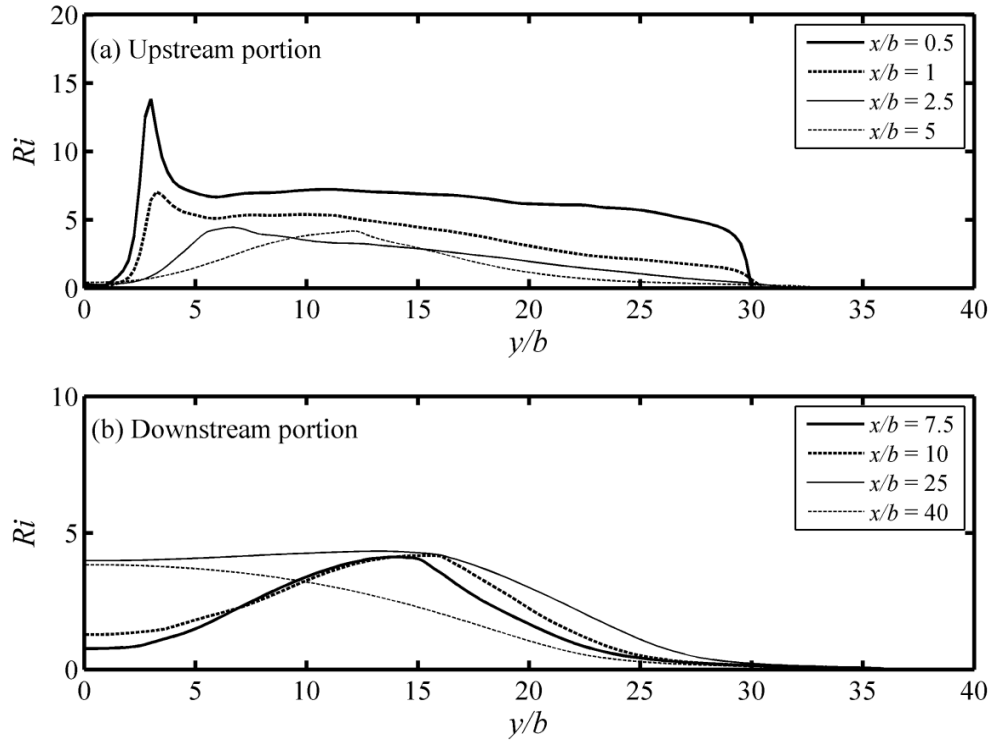 20
(a) Upstream portion
x/b = 0.5
x/b = 1
x/b = 2.5
x/b = 5
15
10
5
0
Ri
0 5 10 15 20 25 30 35 40
y/b
10
(b) Downstream portion
x/b = 7.5
x/b = 10
x/b = 25
x/b = 40
5
0
Ri
0 5 10 15 20 25 30 35 40
y/b